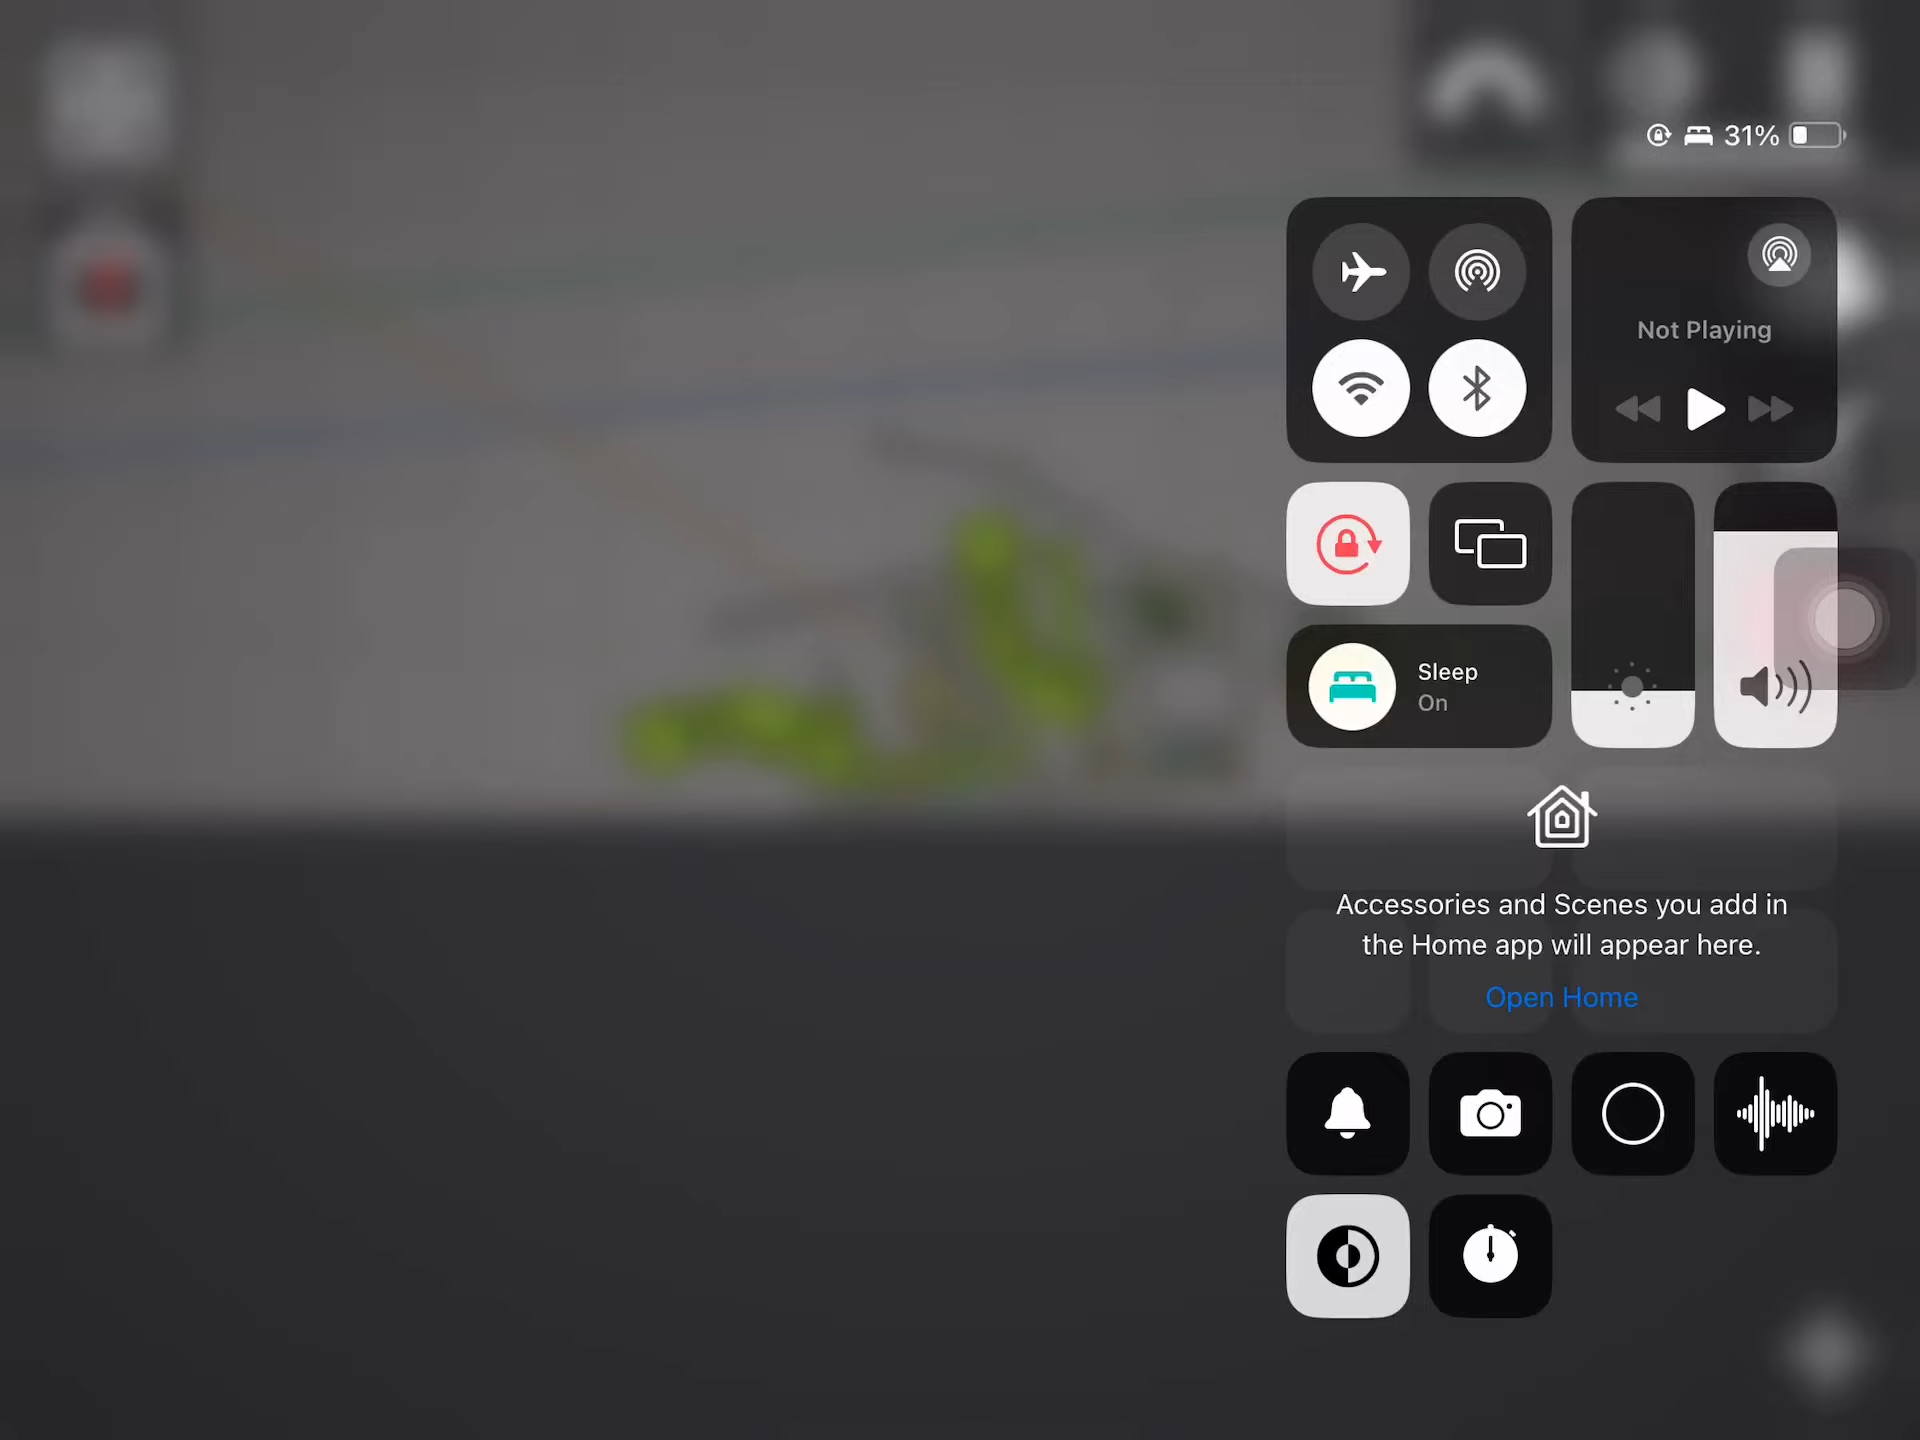 31%
Not Playing
Sleep
On
Accessories and Scenes you add in
the Home app will appear here.
Open Home